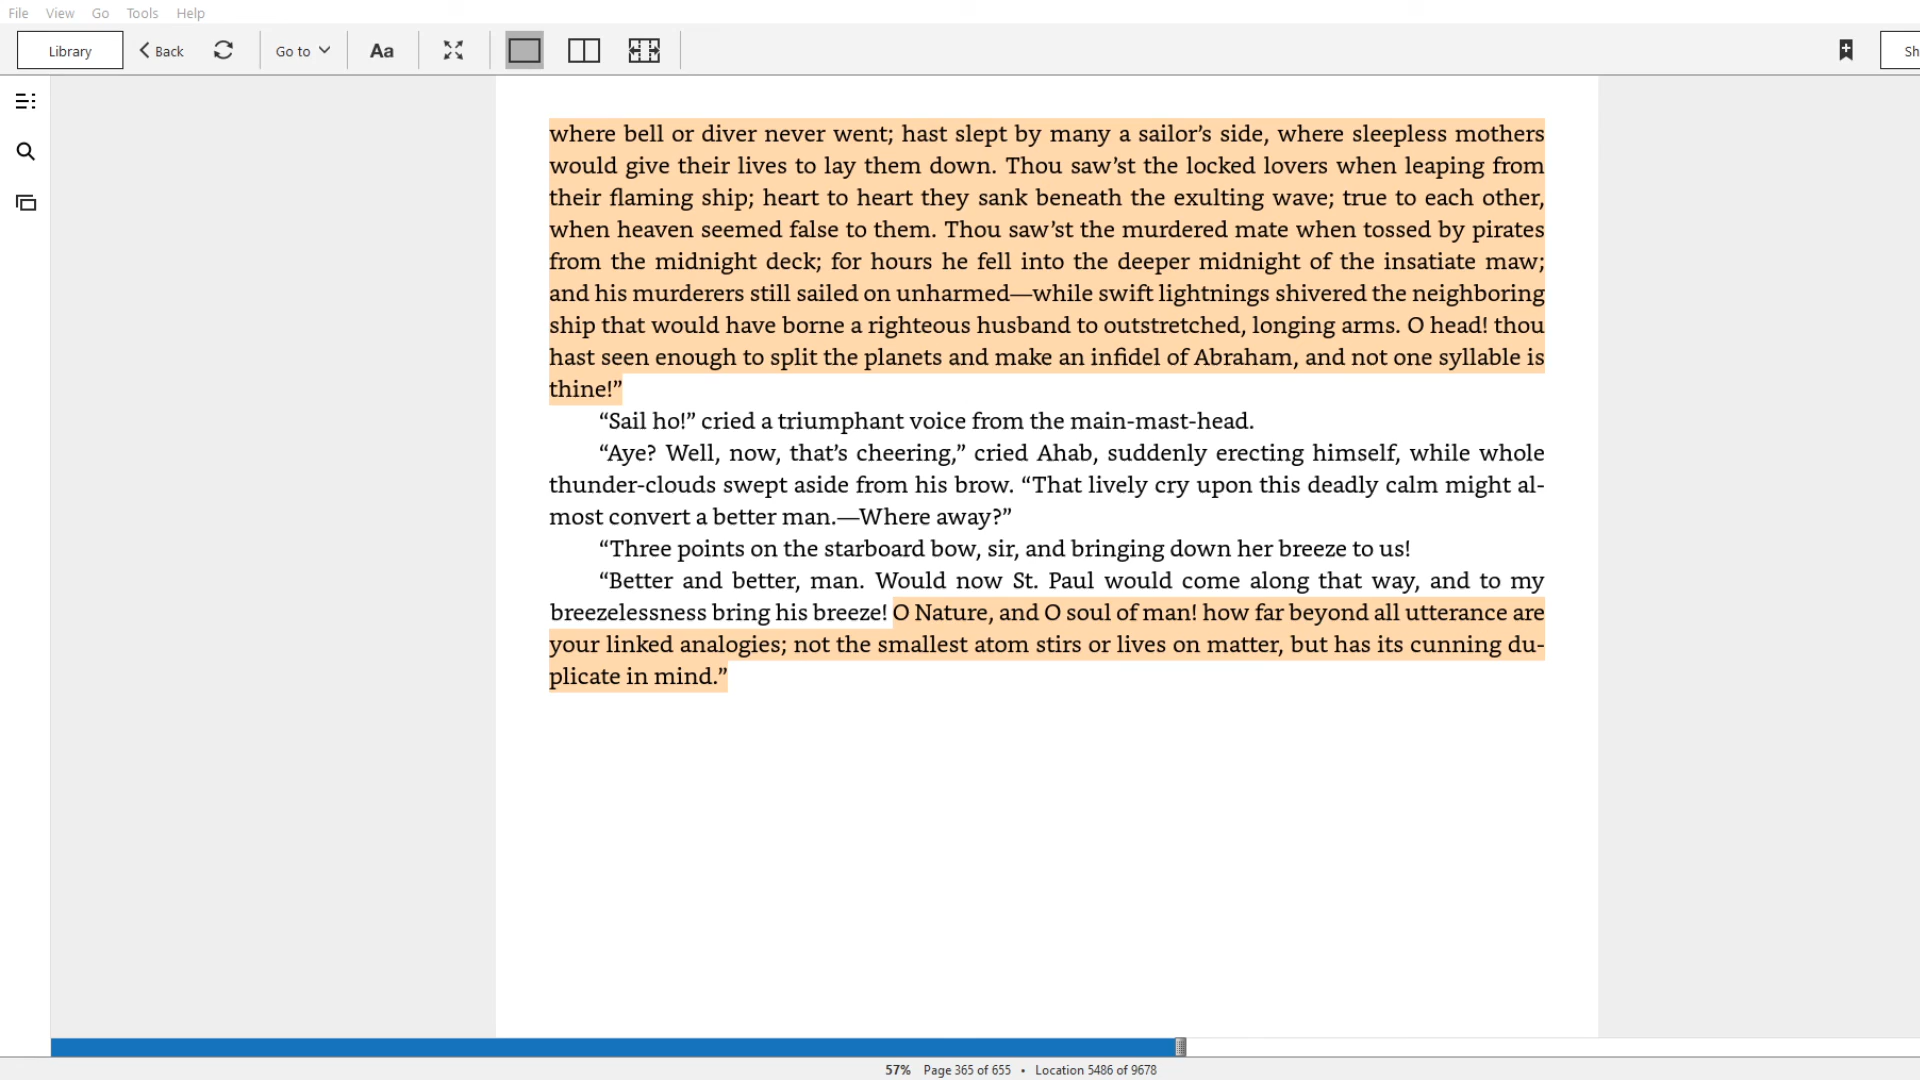 File View Go Tools Help
Library Back Go to Aa Sh
where bell or diver never went; hast slept by many a sailor’s side, where sleepless mothers
would give their lives to lay them down. Thou saw’st the locked lovers when leaping from
their flaming ship; heart to heart they sank beneath the exulting wave; true to each other,
when heaven seemed false to them. Thou saw’st the murdered mate when tossed by pirates
from the midnight deck; for hours he fell into the deeper midnight of the insatiate maw;
and his murderers still sailed on unharmed—while swift lightnings shivered the neighboring
ship that would have borne a righteous husband to outstretched, longing arms. O head! thou
hast seen enough to split the planets and make an infidel of Abraham, and not one syllable is
thine!”
“Sail ho!” cried a triumphant voice from the main-mast-head.
“Aye? Well, now, that’s cheering,” cried Ahab, suddenly erecting himself, while whole
thunder-clouds swept aside from his brow. “That lively cry upon this deadly calm might al-
most convert a better man.—Where away?”
“Three points on the starboard bow, sir, and bringing down her breeze to us!
“Better and better, man. Would now St. Paul would come along that way, and to my
breezelessness bring his breeze! O Nature, and O soul of man! how far beyond all utterance are
your linked analogies; not the smallest atom stirs or lives on matter, but has its cunning du-
plicate in mind.”
57% Page 365 of 655 • Location 5486 of 9678